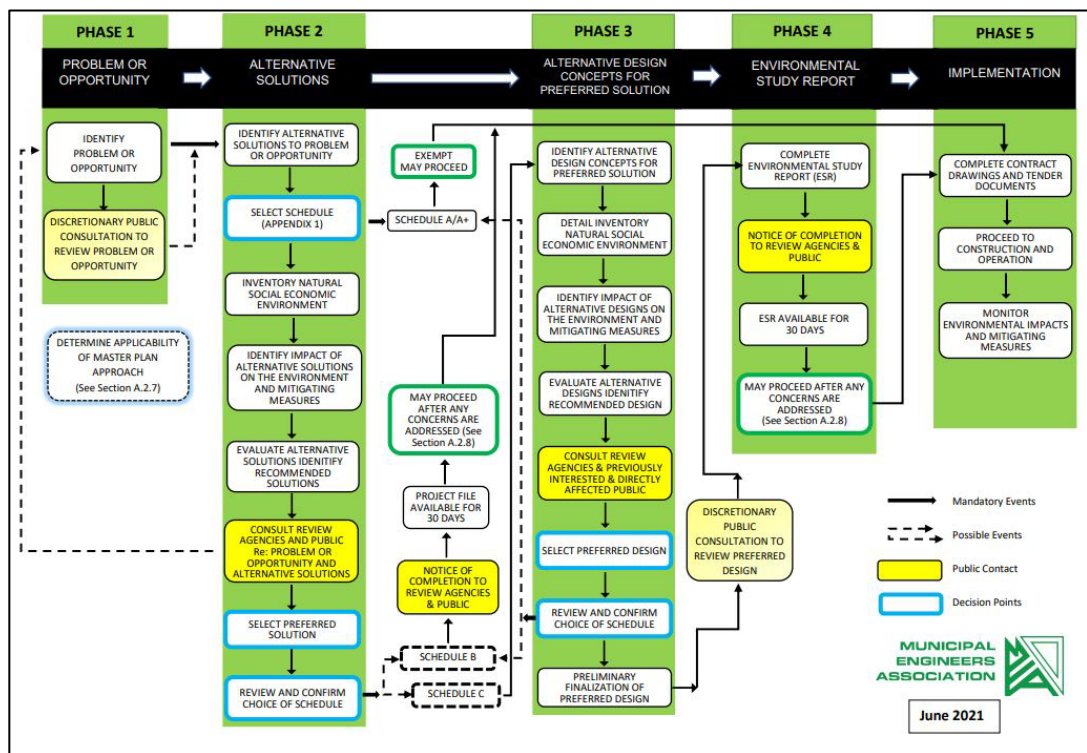 PHASE 1
PROBLEM OR
OPPORTUNITY
PHASE 2
ALTERNATIVE
SOLUTIONS
PHASE 3
ALTERNATIVE DESIGN
CONCEPTS FOR
PREFERRED SOLUTION
PHASE 4
ENVIRONMENTAL
STUDY REPORT
PHASE 5
IMPLEMENTATION
IDENTIFY
PROBLEM OR
OPPORTUNITY
DISCRETIONARY PUBLIC
CONSULTATION TO
REVIEW PROBLEM OR
OPPORTUNITY
DETERMINE APPLICABILITY
OF MASTER PLAN
APPROACH
(See Section A.2.7)
IDENTIFY ALTERNATIVE
SOLUTIONS TO PROBLEM
OR OPPORTUNITY
SELECT SCHEDULE
(APPENDIX 1)
INVENTORY NATURAL
SOCIAL ECONOMIC
ENVIRONMENT
IDENTIFY IMPACT OF
ALTERNATIVE SOLUTIONS
ON THE ENVIRONMENT
AND MITIGATING
MEASURES
EVALUATE ALTERNATIVE
SOLUTIONS IDENTIFY
RECOMMENDED
SOLUTIONS
CONSULT REVIEW
AGENCIES AND PUBLIC
Re: PROBLEM OR
OPPORTUNITY AND
ALTERNATIVE SOLUTIONS
SELECT PREFERRED
SOLUTION
REVIEW AND CONFIRM
CHOICE OF SCHEDULE
EXEMPT
MAY PROCEED
SCHEDULE A/A+
MAY PROCEED
AFTER ANY
CONCERNS ARE
ADDRESSED (See
Section A.2.8)
PROJECT FILE
AVAILABLE FOR
30 DAYS
NOTICE OF
COMPLETION TO
REVIEW AGENCIES
& PUBLIC
SCHEDULE B
SCHEDULE C
IDENTIFY ALTERNATIVE
DESIGN CONCEPTS FOR
PREFERRED SOLUTION
DETAIL INVENTORY
NATURAL SOCIAL
ECONOMIC ENVIRONMENT
IDENTIFY IMPACT OF
ALTERNATIVE DESIGNS ON
THE ENVIRONMENT AND
MITIGATING MEASURES
EVALUATE ALTERNATIVE
DESIGNS IDENTIFY
RECOMMENDED DESIGN
CONSULT REVIEW
AGENCIES & PREVIOUSLY
INTERESTED & DIRECTLY
AFFECTED PUBLIC
SELECT PREFERRED DESIGN
REVIEW AND CONFIRM
CHOICE OF SCHEDULE
PRELIMINARY
FINALIZATION OF
PREFERRED DESIGN
DISCRETIONARY
PUBLIC
CONSULTATION TO
REVIEW PREFERRED
DESIGN
COMPLETE
ENVIRONMENTAL STUDY
REPORT (ESR)
NOTICE OF COMPLETION
TO REVIEW AGENCIES &
PUBLIC
ESR AVAILABLE FOR
30 DAYS
MAY PROCEED AFTER ANY
CONCERNS ARE
ADDRESSED
(See Section A.2.8)
COMPLETE CONTRACT
DRAWINGS AND TENDER
DOCUMENTS
PROCEED TO
CONSTRUCTION AND
OPERATION
MONITOR
ENVIRONMENTAL IMPACTS
AND MITIGATING
MEASURES
Mandatory Events
Possible Events
Public Contact
Decision Points
MUNICIPAL
ENGINEERS
ASSOCIATION
June 2021